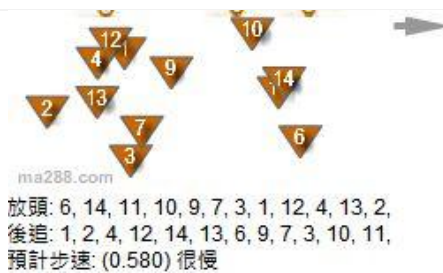 12 1 10
4 9 14
2 13 7 6
3
ma288.com
放頭: 6, 14, 11, 10, 9, 7, 3, 1, 12, 4, 13, 2,
後追: 1, 2, 4, 12, 14, 13, 6, 9, 7, 3, 10, 11,
預計步速: (0.580) 很慢